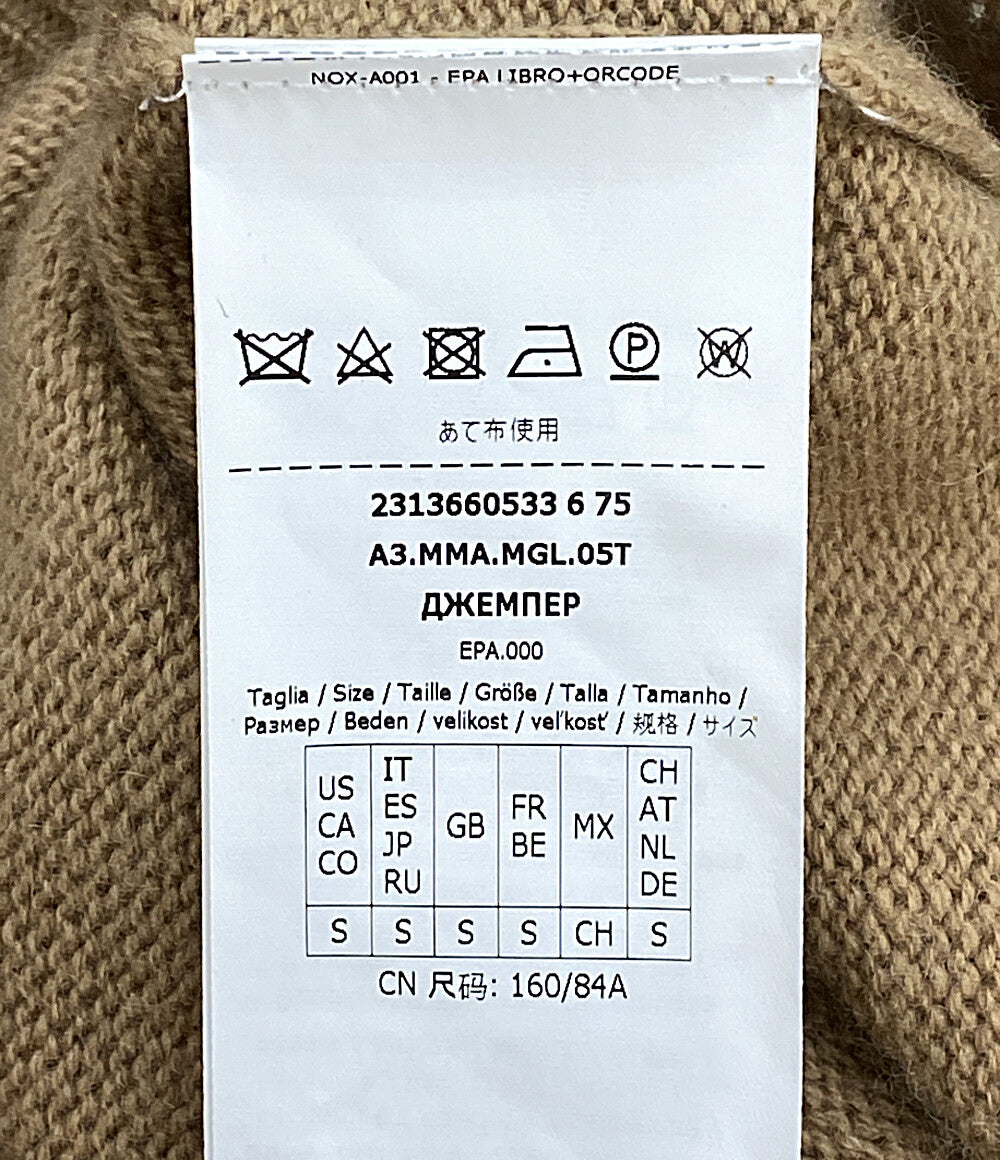 NOX-A001 - EPA LIBRO+QRCODE
P
W
あて布使用
2313660533 6 75
A3.MMA.MGL.05T
ДЖЕМПЕР
EPA.000
Taglia / Size / Taille / Größe / Talla / Tamanho /
Размер / Beden / velikost / veľkosť / 规格 / サイズ
US CA CO
IT ES JP RU
GB
FR BE
MX
CH AT NL DE
S S S S CH S
CN 尺码: 160/84A